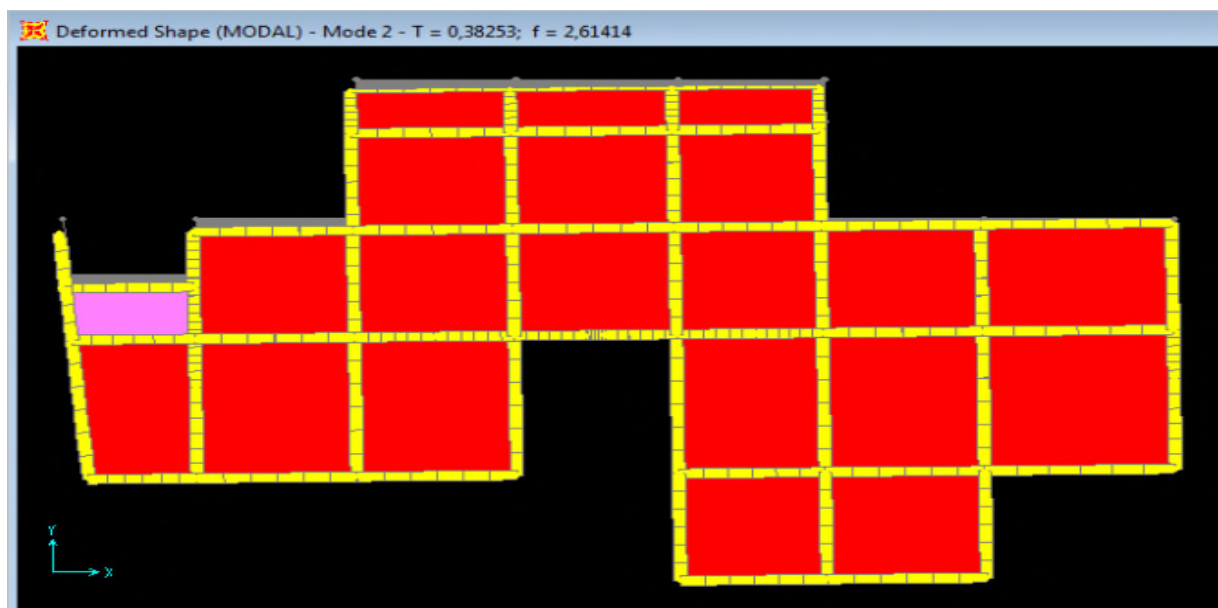 Deformed Shape (MODAL) - Mode 2 - T = 0,38253; f = 2,61414
Y
X